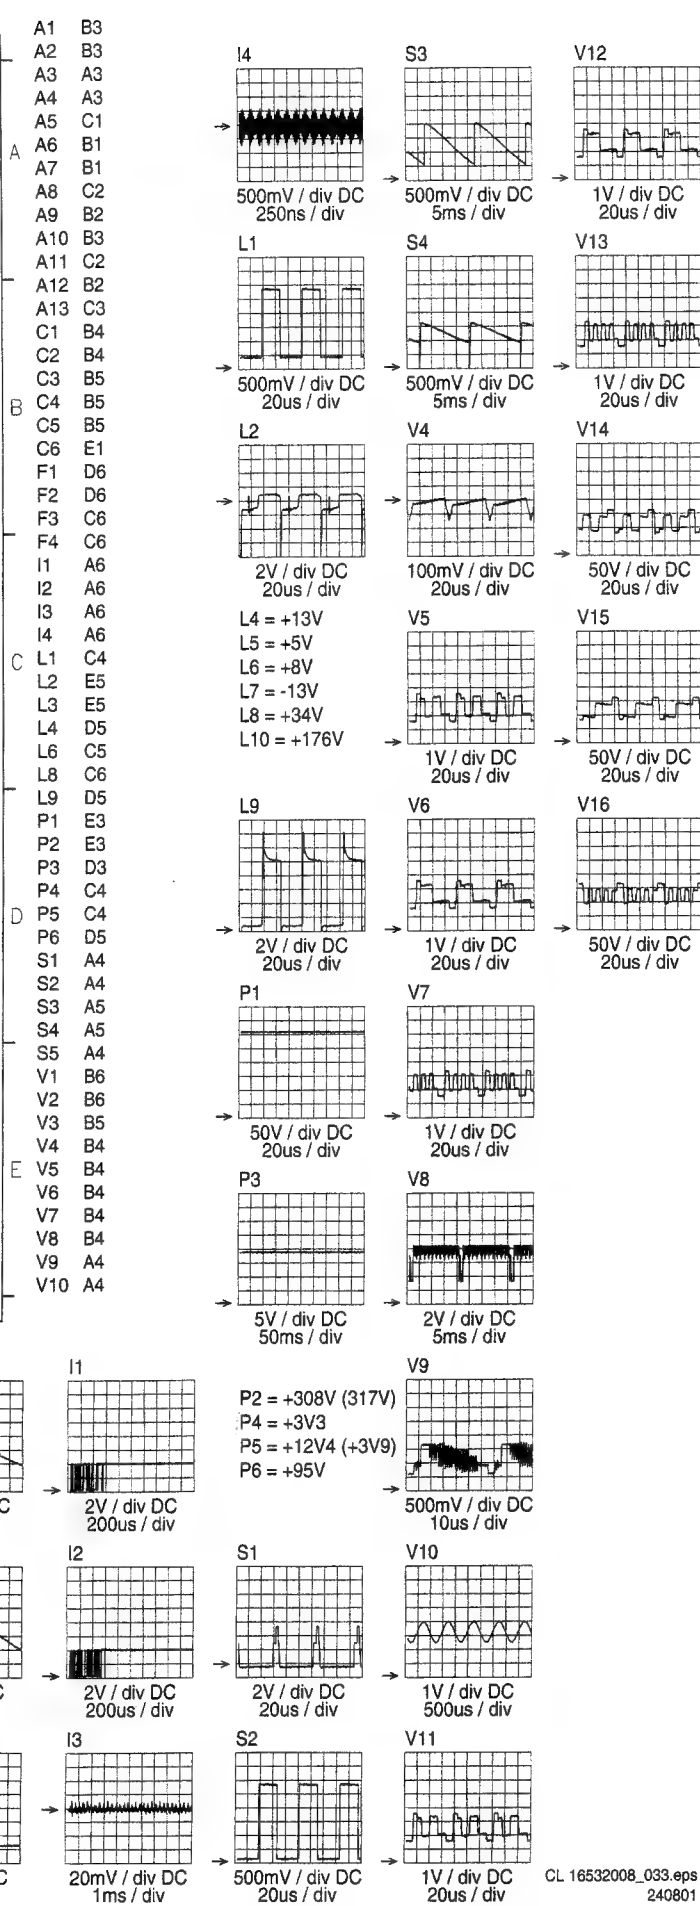 A1 B3
A2 B3
A3 A3
A4 A3
A5 C1
A6 B1
A7 B1
A8 C2
A9 B2
A10 B3
A11 C2
A12 B2
A13 C3
C1 B4
C2 B4
C3 B5
C4 B5
C5 B5
C6 E1
F1 D6
F2 D6
F3 C6
F4 C6
I1 A6
I2 A6
I3 A6
I4 A6
L1 C4
L2 E5
L3 E5
L4 D5
L6 C5
L8 C6
L9 D5
P1 E3
P2 E3
P3 D3
P4 C4
P5 C4
P6 D5
S1 A4
S2 A4
S3 A5
S4 A5
S5 A4
V1 B6
V2 B6
V3 B5
V4 B4
V5 B4
V6 B4
V7 B4
V8 B4
V9 A4
V10 A4
A
B
C
D
E
I4
500mV / div DC
250ns / div
S3
500mV / div DC
5ms / div
V12
1V / div DC
20us / div
L1
500mV / div DC
20us / div
S4
500mV / div DC
5ms / div
V13
1V / div DC
20us / div
L2
2V / div DC
20us / div
V4
100mV / div DC
20us / div
V14
50V / div DC
20us / div
L4 = +13V
L5 = +5V
L6 = +8V
L7 = -13V
L8 = +34V
L10 = +176V
V5
1V / div DC
20us / div
V15
50V / div DC
20us / div
L9
2V / div DC
20us / div
V6
1V / div DC
20us / div
V16
50V / div DC
20us / div
P1
50V / div DC
20us / div
V7
1V / div DC
20us / div
P3
5V / div DC
50ms / div
V8
2V / div DC
5ms / div
I1
2V / div DC
200us / div
P2 = +308V (317V)
P4 = +3V3
P5 = +12V4 (+3V9)
P6 = +95V
V9
500mV / div DC
10us / div
I2
2V / div DC
200us / div
S1
2V / div DC
20us / div
V10
1V / div DC
500us / div
I3
20mV / div DC
1ms / div
S2
500mV / div DC
20us / div
V11
1V / div DC
20us / div
CL 16532008_033.eps
240801